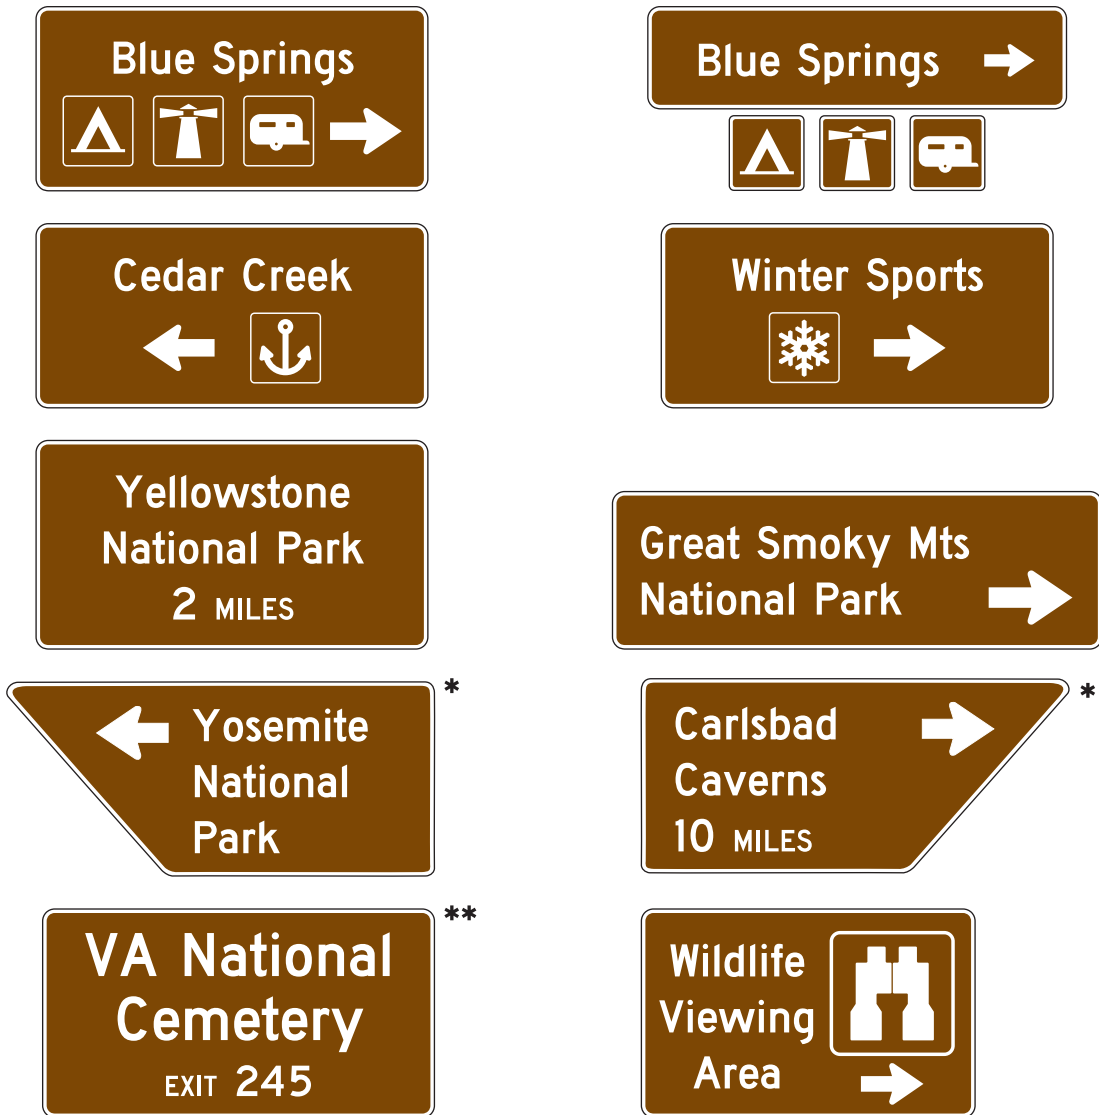 Blue Springs
Blue Springs
Cedar Creek
Winter Sports
Yellowstone
National Park
2 MILES
Great Smoky Mts
National Park
*
Yosemite
National
Park
*
Carlsbad
Caverns
10 MILES
**
VA National
Cemetery
EXIT 245
Wildlife
Viewing
Area